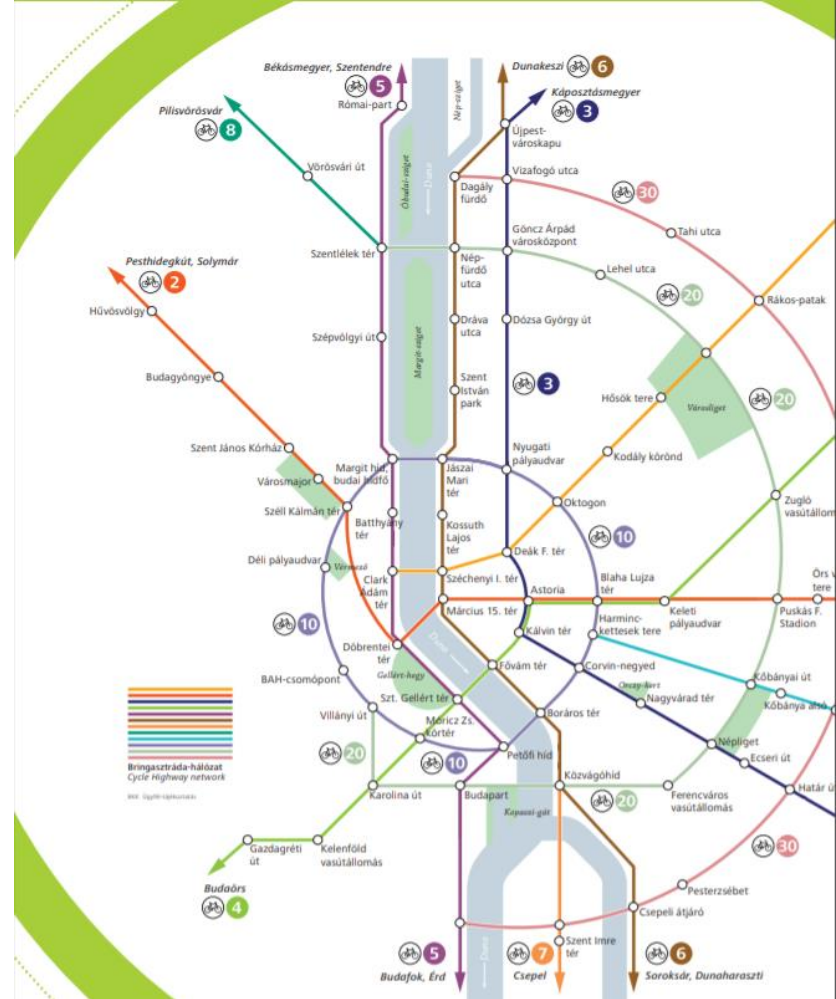 Békásmegyer, Szentendre
5
Római-part
Dunakeszi
6
Káposztásmegyer
3
Pilisvörösvár
8
Nép-sziget
Újpest-
városkapu
Vörösvári út
Óbudai-sziget
Duna
Dagály
fürdő
Vizafogó utca
30
Tahi utca
Szentlélek tér
Nép-
fürdő
utca
Göncz Árpád
városközpont
Lehel utca
20
Rákos-patak
Pesthidegkút, Solymár
2
Hűvösvölgy
Szépvölgyi út
Margit-sziget
Dráva
utca
Dózsa György út
Budagyöngye
Szent
István
park
3
Hősök tere
Városliget
20
Szent János Kórház
Margit híd,
budai hídfő
Jászai
Mari
tér
Nyugati
pályaudvar
Kodály körönd
Városmajor
Széll Kálmán tér
Batthyány
tér
Kossuth
Lajos
tér
Oktogon
Zugló
vasútállom
10
Déli pályaudvar
Vérmező
Clark
Ádám
tér
Széchenyi I. tér
Deák F. tér
Astoria
Blaha Lujza
tér
Örs v
tere
10
Március 15. tér
Kálvin tér
Harminc-
kettesek tere
Keleti
pályaudvar
Puskás F.
Stadion
Döbrentei
tér
Duna
Gellért-hegy
Fővám tér
Corvin-negyed
Orczy-kert
Nagyvárad tér
Kőbányai út
Kőbánya alsó
BAH-csomópont
Szt. Gellért tér
Villányi út
Móricz Zs.
körtér
Boráros tér
Népliget
Ecseri út
20
10
Petőfi híd
Közvágóhíd
Határ ú
Karolina út
Budapart
Kopaszi-gát
20
Ferencváros
vasútállomás
Bringasztráda-hálózat
Cycle Highway network
Gazdagréti
út
Kelenföld
vasútállomás
30
Budaörs
4
Pesterzsébet
Csepeli átjáró
Szent Imre
tér
Duna
5
Budafok, Érd
7
Csepel
6
Soroksár, Dunaharaszti